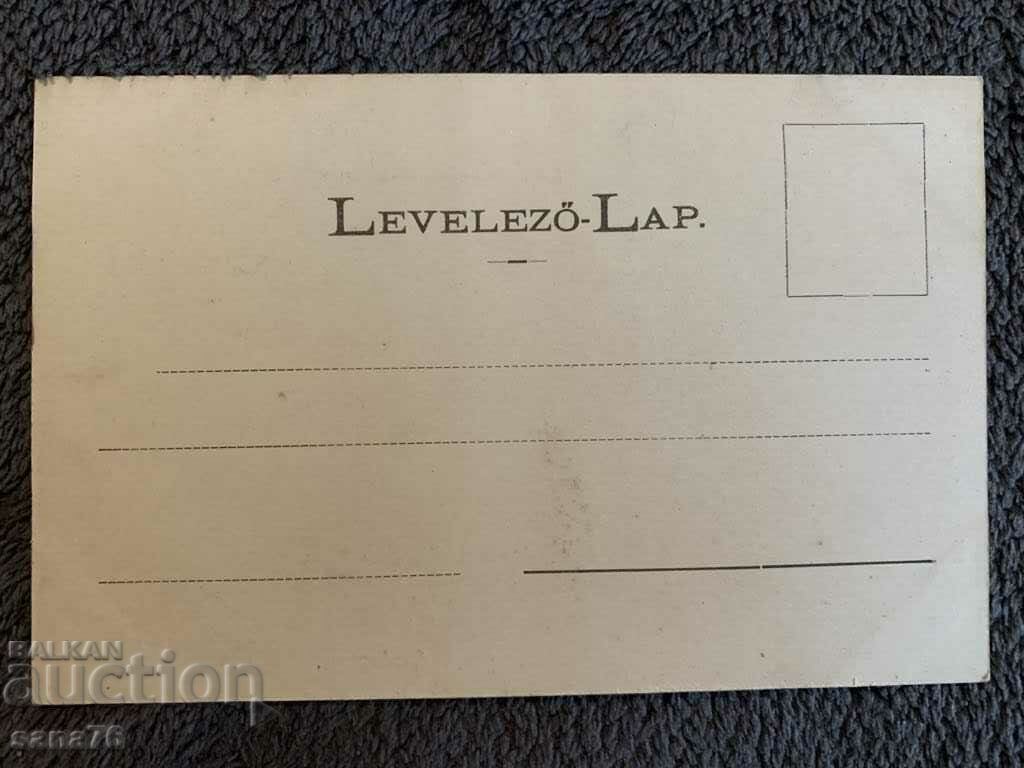 LEVELEZŐ-LAP.
BALKAN
auction
sana76